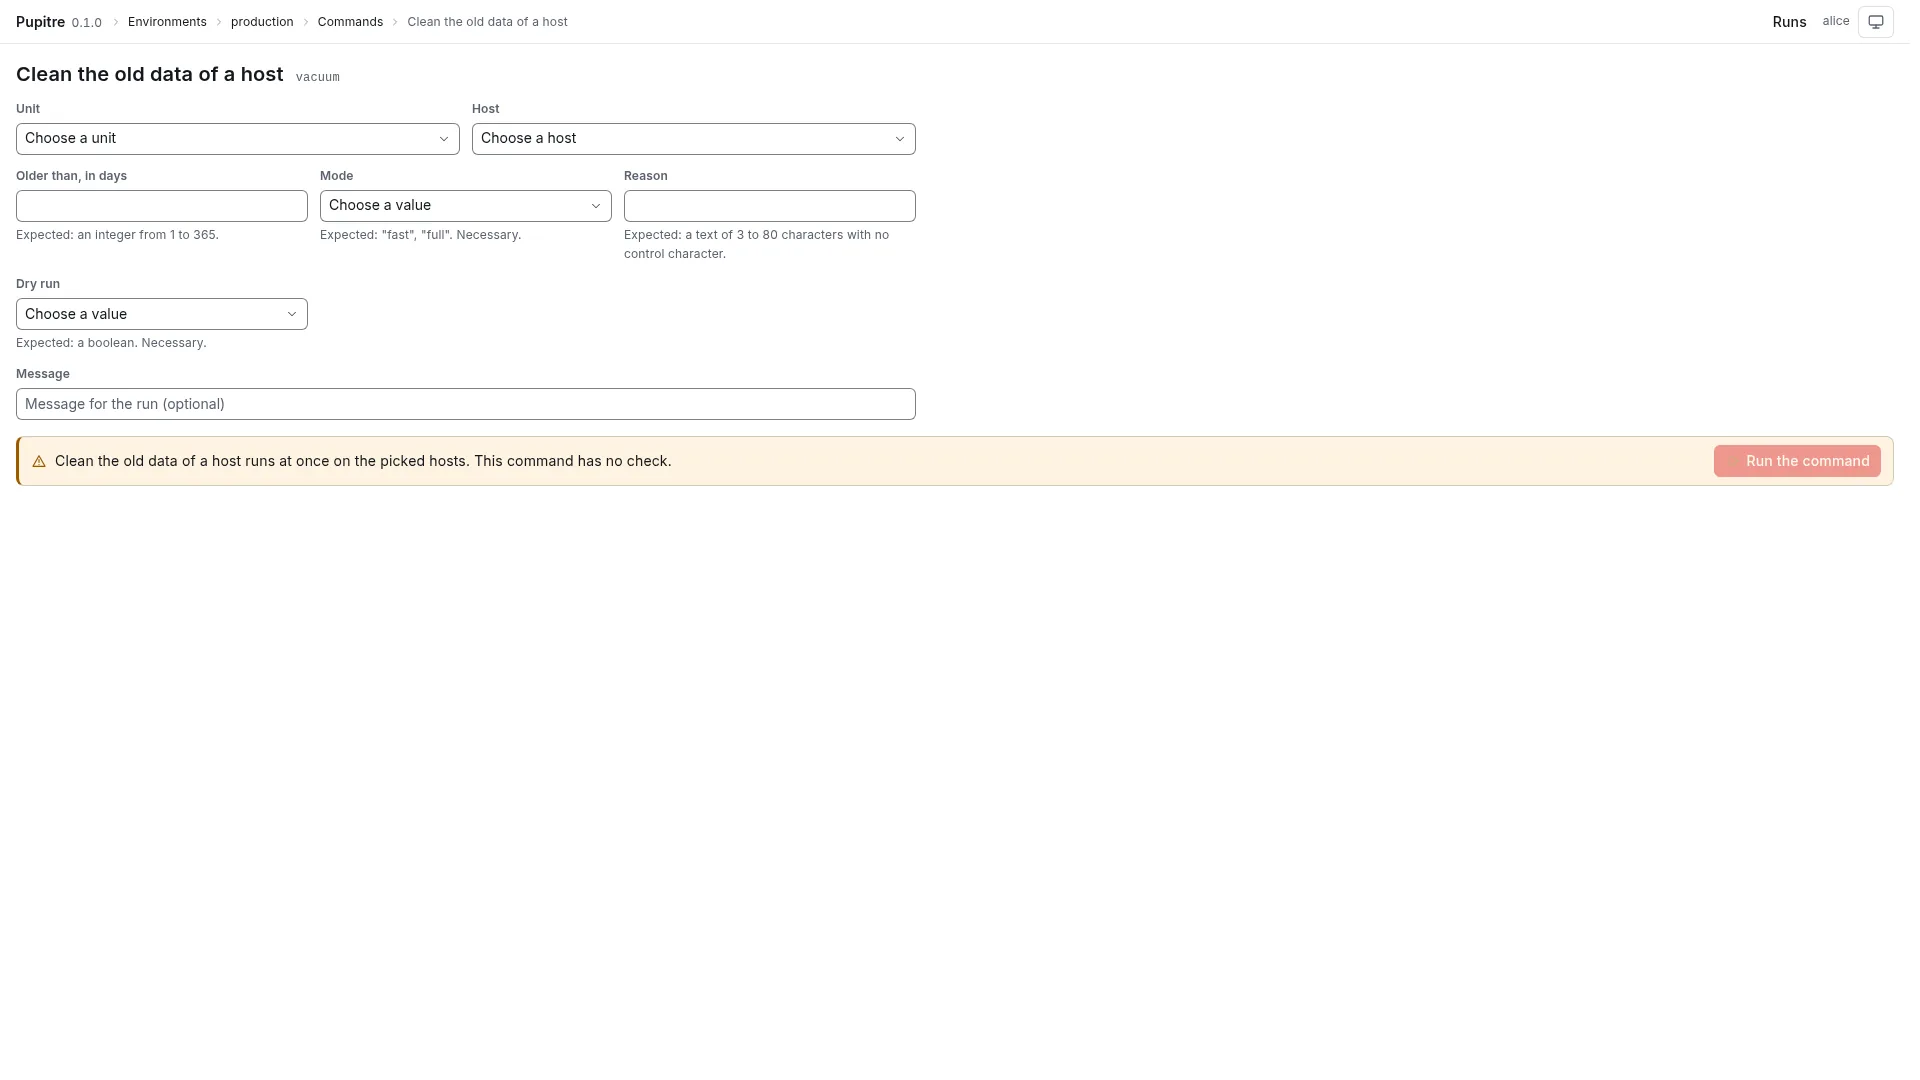 Pupitre 0.1.0 Environments production Commands Clean the old data of a host Runs alice
Clean the old data of a host vacuum
Unit Host
Choose a unit Choose a host
Older than, in days Mode Reason
Choose a value
Expected: an integer from 1 to 365. Expected: "fast", "full". Necessary. Expected: a text of 3 to 80 characters with no
control character.
Dry run
Choose a value
Expected: a boolean. Necessary.
Message
Message for the run (optional)
Clean the old data of a host runs at once on the picked hosts. This command has no check. Run the command